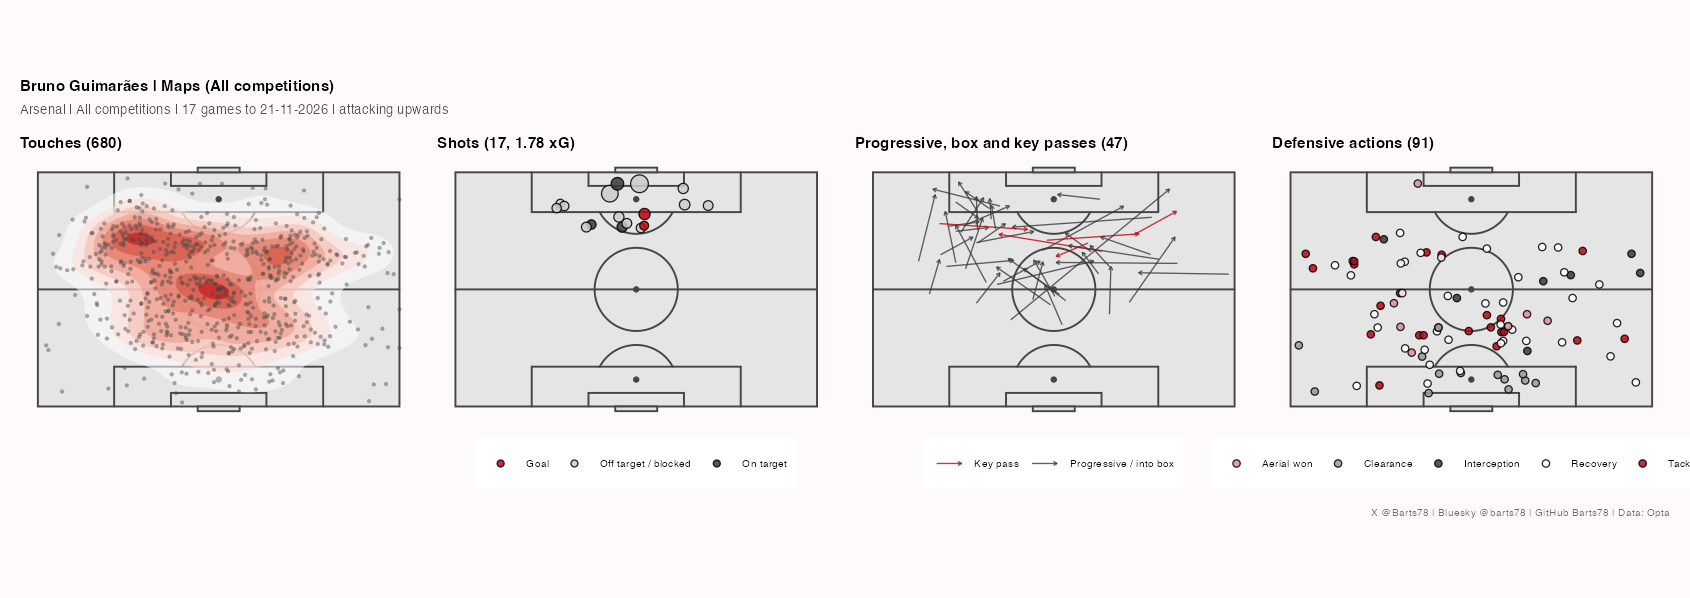 Bruno Guimarães | Maps (All competitions)
Arsenal | All competitions | 17 games to 21-11-2026 | attacking upwards
Touches (680)
Shots (17, 1.78 xG)
Progressive, box and key passes (47)
Defensive actions (91)
Goal
Off target / blocked
On target
Key pass
Progressive / into box
Aerial won
Clearance
Interception
Recovery
Tack
X @Barts78 | Bluesky @barts78 | GitHub Barts78 | Data: Opta